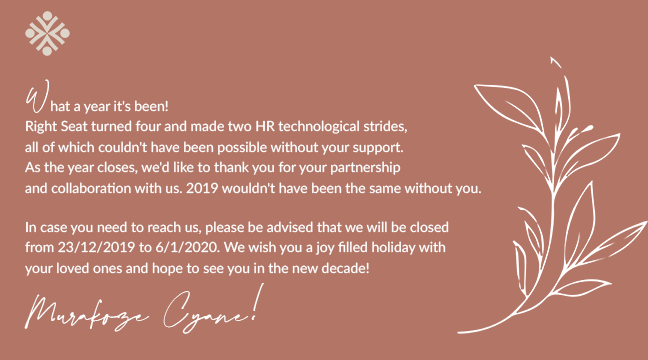 What a year it's been!
Right Seat turned four and made two HR technological strides,
all of which couldn't have been possible without your support.
As the year closes, we'd like to thank you for your partnership
and collaboration with us. 2019 wouldn't have been the same without you.
In case you need to reach us, please be advised that we will be closed
from 23/12/2019 to 6/1/2020. We wish you a joy filled holiday with
your loved ones and hope to see you in the new decade!
Murakoze Cyane!